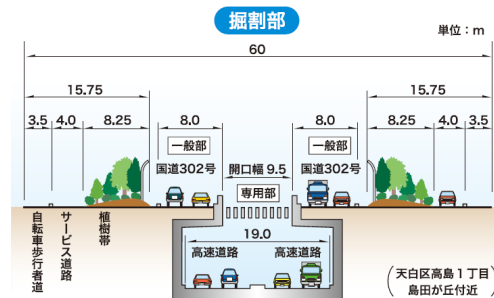 掘割部
単位：m
60
15.75
15.75
3.5 4.0 8.25 8.0 8.0 8.25 4.0 3.5
一般部
一般部
国道302号 開口幅 9.5 国道302号
専用部
19.0
高速道路 高速道路
自転車歩行者道
サービス道路
植樹帯
（天白区高島１丁目
島田が丘付近）